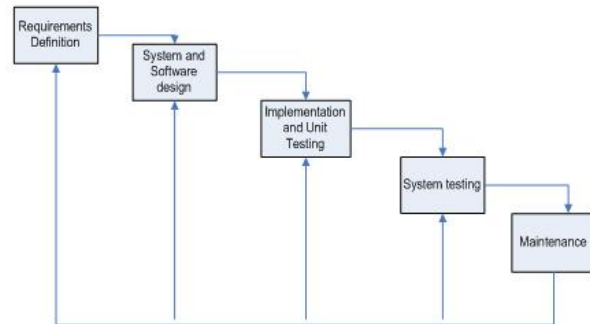 Requirements
Definition
System and
Software
design
Implementation
and Unit
Testing
System testing
Maintenance